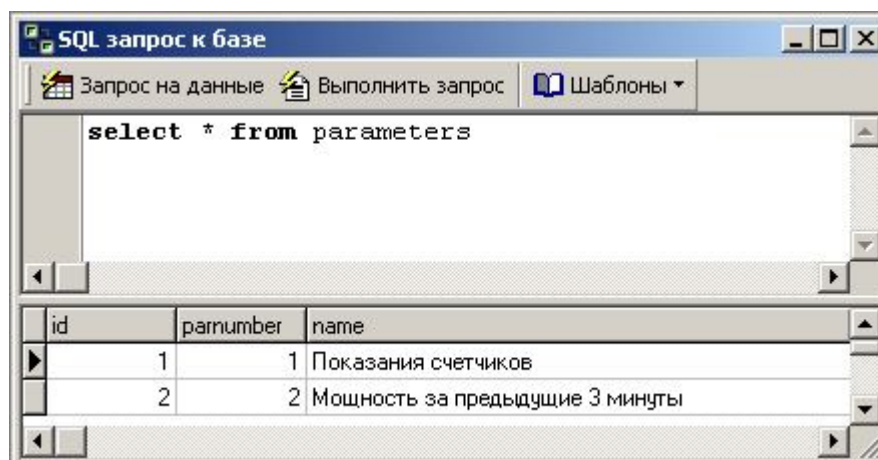 SQL запрос к базе
Запрос на данные Выполнить запрос Шаблоны
select * from parameters
id parnumber name
1 1 Показания счетчиков
2 2 Мощность за предыдущие 3 минуты